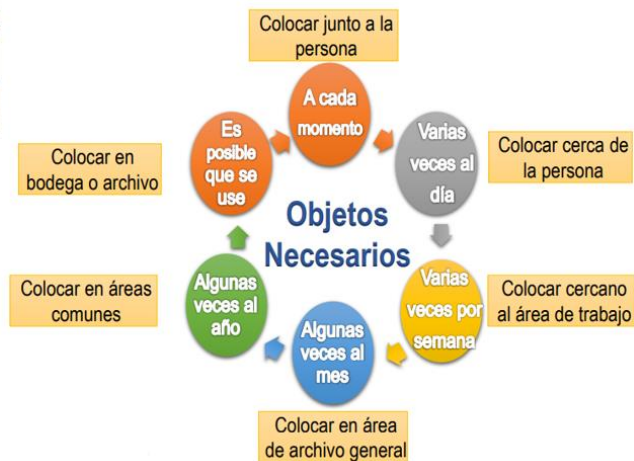 Colocar junto a la
persona
A cada
momento
Varias
veces al
día
Colocar cerca de
la persona
Varias
veces por
semana
Colocar cercano
al área de trabajo
Algunas
veces al
mes
Colocar en área
de archivo general
Algunas
veces al
año
Colocar en áreas
comunes
Es
posible
que se
use
Colocar en
bodega o archivo
Objetos
Necesarios